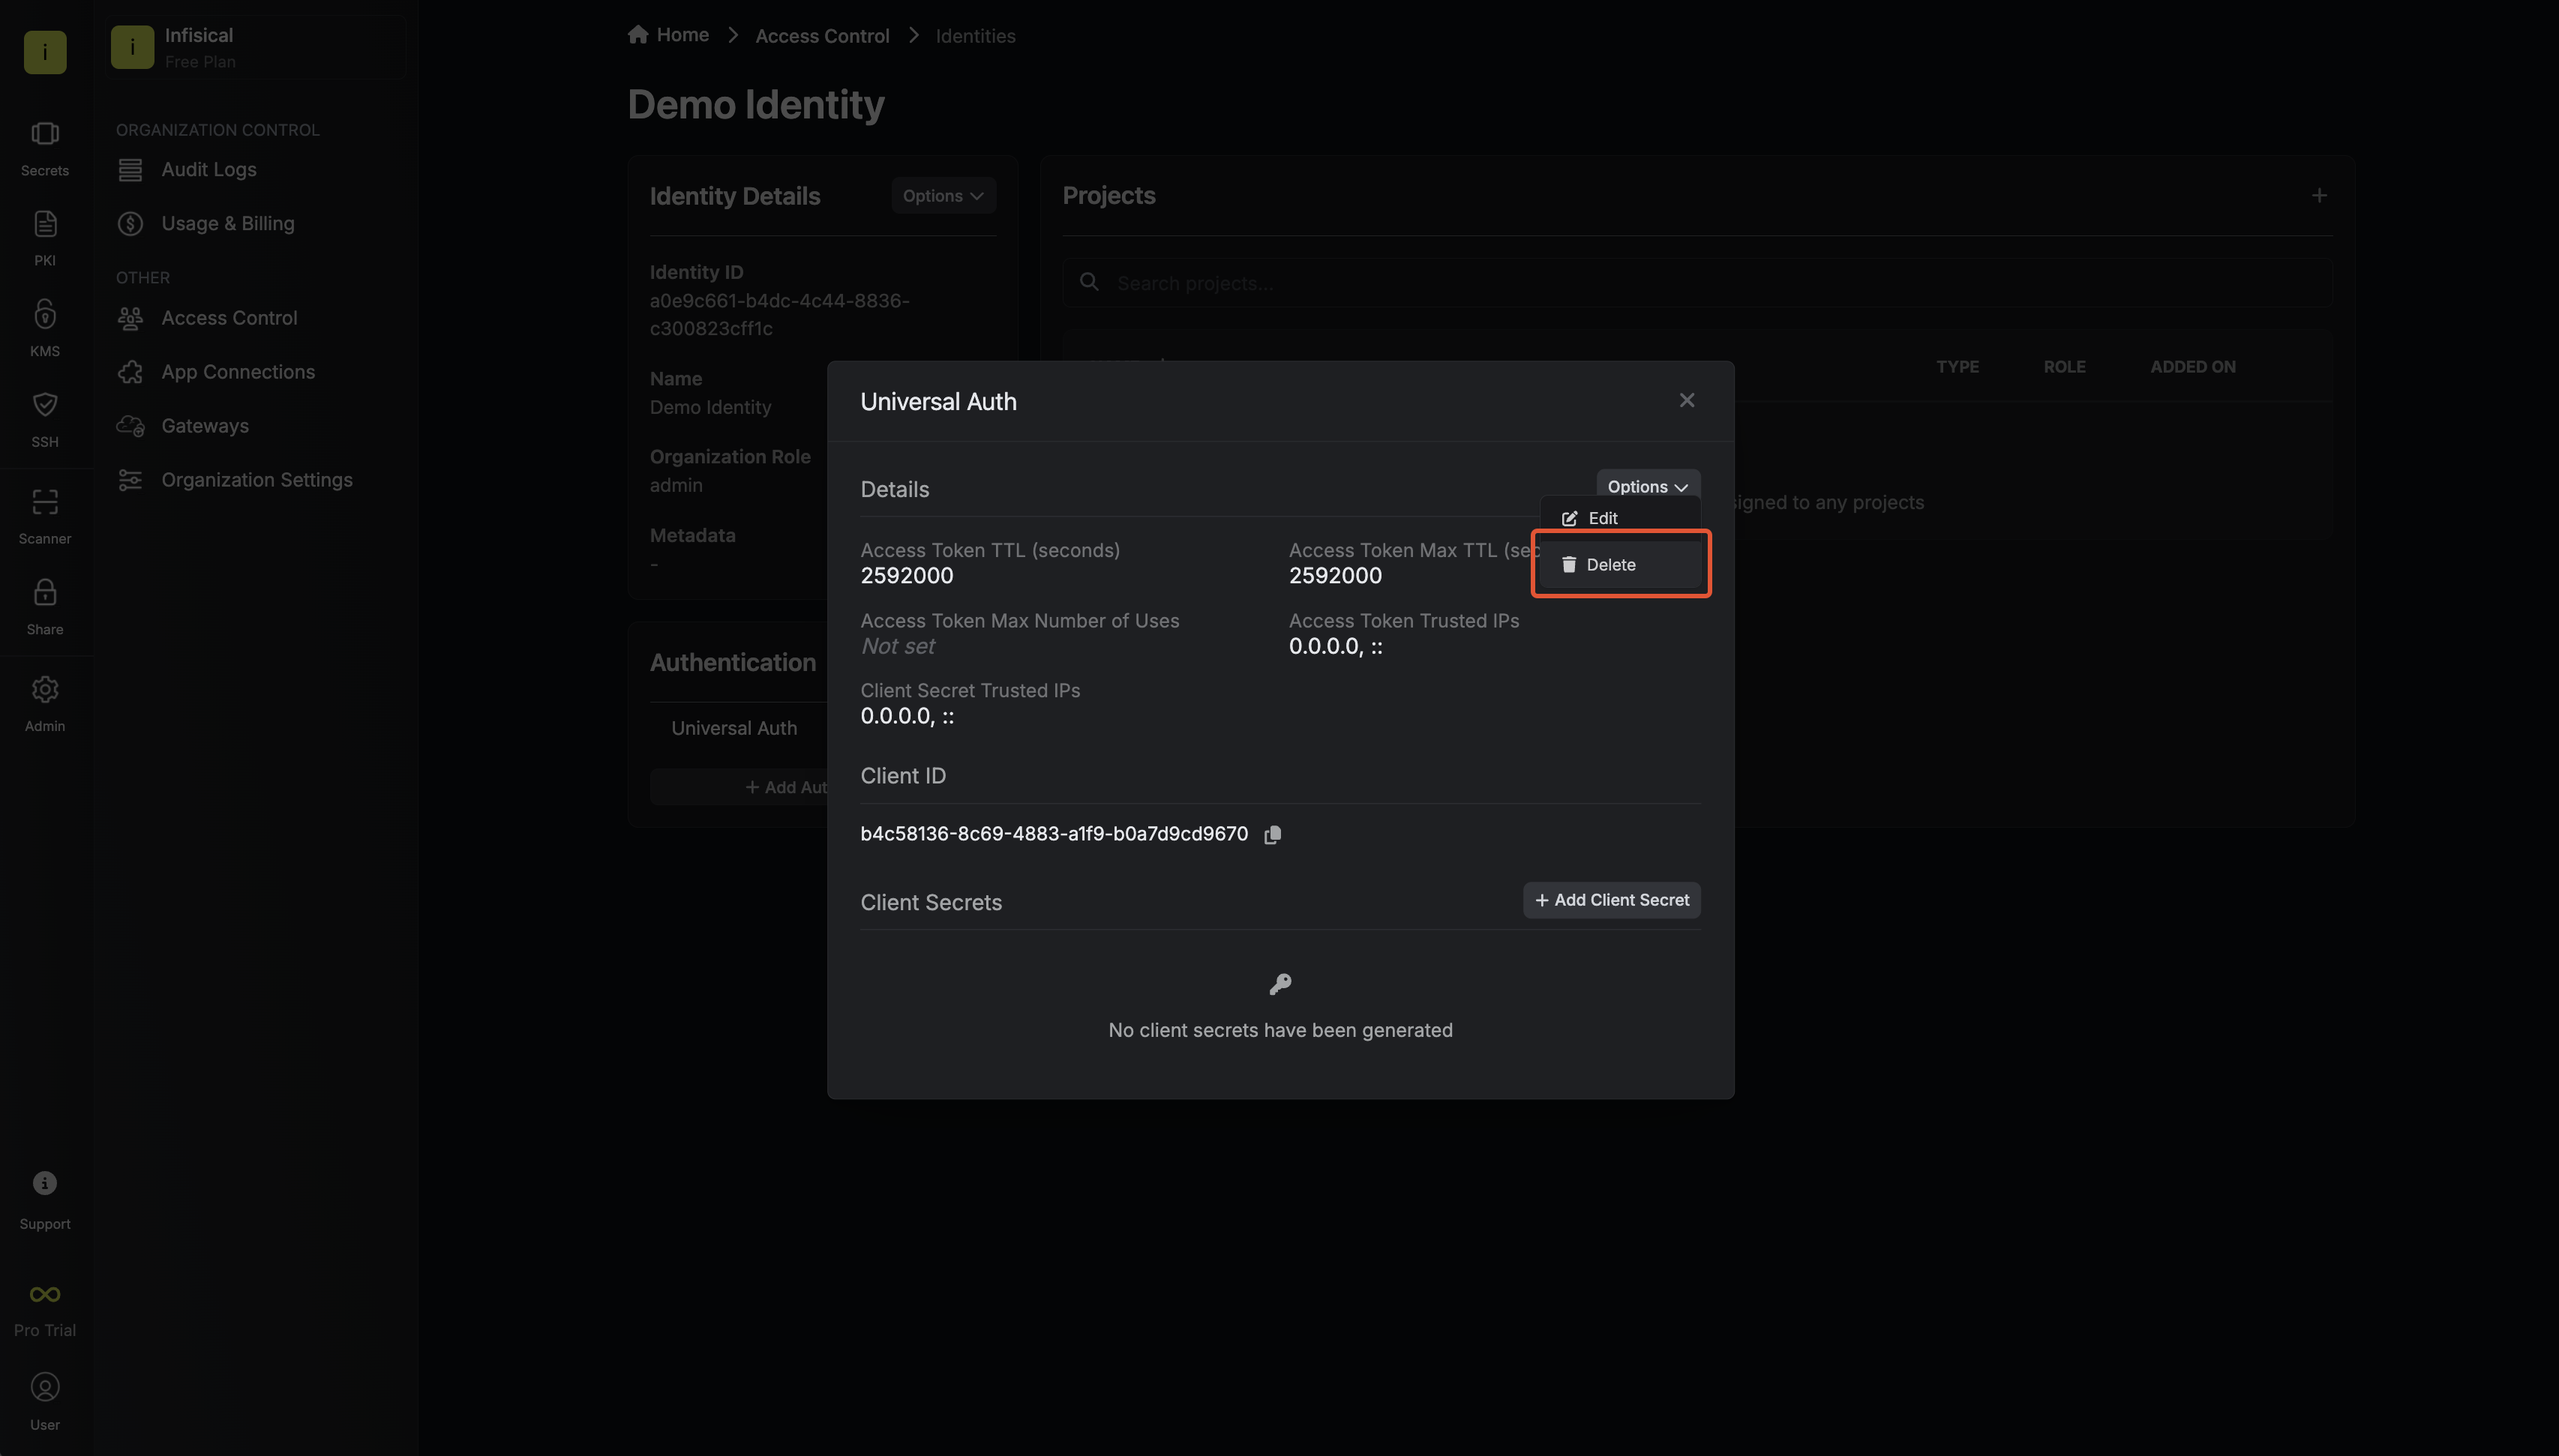 i
Secrets
PKI
KMS
SSH
Scanner
Share
Admin
Support
Pro Trial
User
i
Infisical
Free Plan
ORGANIZATION CONTROL
Audit Logs
Usage & Billing
OTHER
Access Control
App Connections
Gateways
Organization Settings
Home
Access Control
Identities
Demo Identity
Identity Details
Options
Identity ID
a0e9c661-b4dc-4c44-8836-
c300823cff1c
Name
Demo Identity
Organization Role
admin
Metadata
-
Authentication
Universal Auth
+ Add Aut
Projects
+
Search projects...
TYPE
ROLE
ADDED ON
signed to any projects
Universal Auth
Details
Options
Edit
Delete
Access Token TTL (seconds)
2592000
Access Token Max TTL (sec
2592000
Access Token Max Number of Uses
Not set
Access Token Trusted IPs
0.0.0.0, ::
Client Secret Trusted IPs
0.0.0.0, ::
Client ID
b4c58136-8c69-4883-a1f9-b0a7d9cd9670
Client Secrets
+ Add Client Secret
No client secrets have been generated